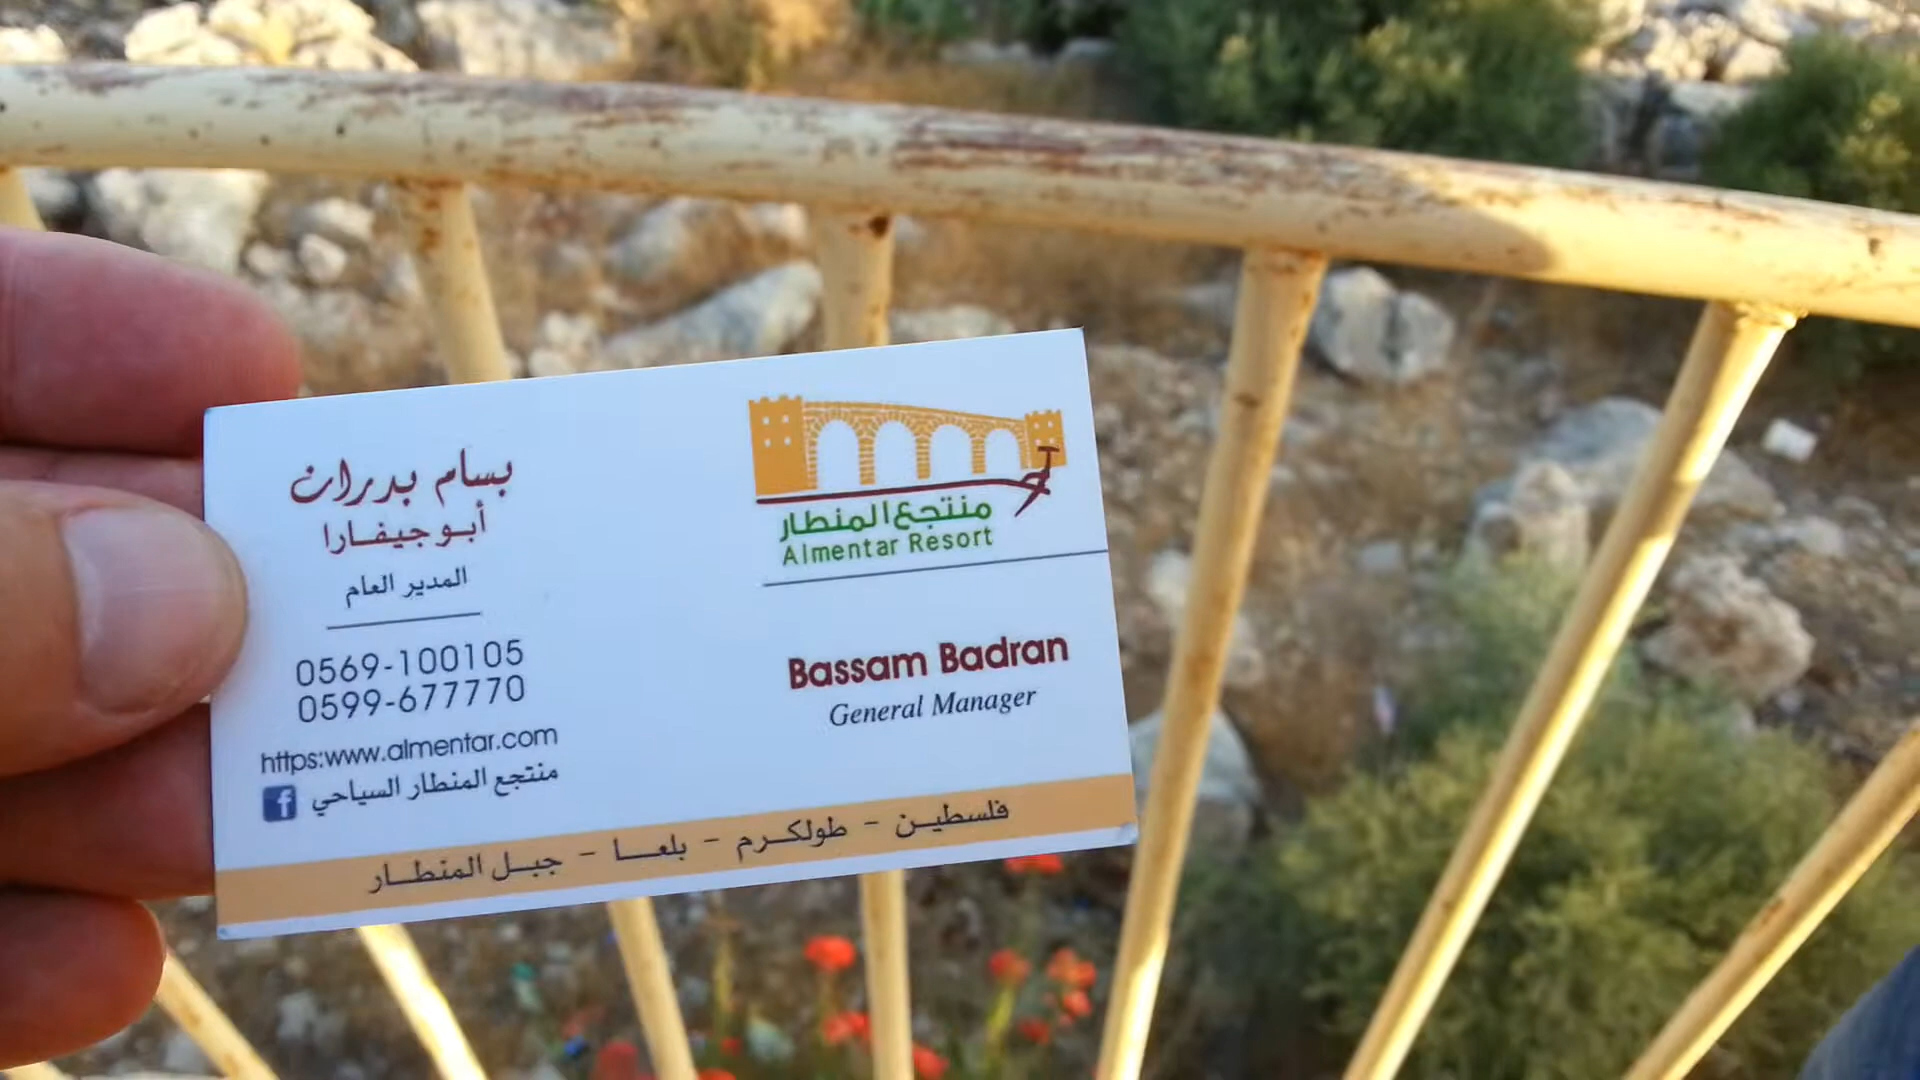 منتجع المنطار
Almentar Resort
بسام بدران
أبو جيفارا
المدير العام
0569-100105
0599-677770
https:www.almentar.com
منتجع المنطار السياحي
Bassam Badran
General Manager
فلسطين - طولكرم - بلعا - جبل المنطار